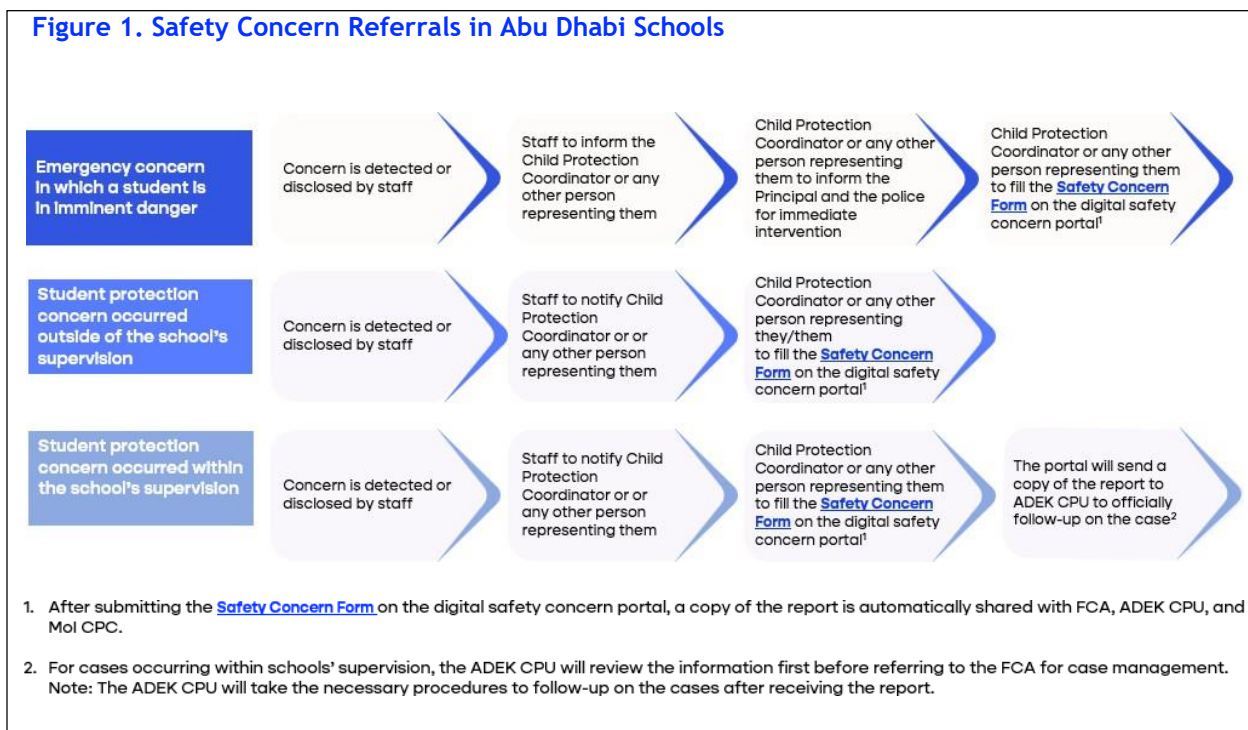 Figure 1. Safety Concern Referrals in Abu Dhabi Schools
Emergency concern
in which a student is
in imminent danger
Concern is detected or
disclosed by staff
Staff to inform the
Child Protection
Coordinator or any
other person
representing them
Child Protection
Coordinator or any other
person representing
them to inform the
Principal and the police
for immediate
intervention
Child Protection
Coordinator or any other
person representing them
to fill the Safety Concern
Form on the digital safety
concern portal¹
Student protection
concern occurred
outside of the school's
supervision
Concern is detected or
disclosed by staff
Staff to notify Child
Protection
Coordinator or or
any other person
representing them
Child Protection
Coordinator or any other
person representing
they/them
to fill the Safety Concern
Form on the digital safety
concern portal¹
Student protection
concern occurred within
the school's supervision
Concern is detected or
disclosed by staff
Staff to notify Child
Protection
Coordinator or or
any other person
representing them
Child Protection
Coordinator or any other
person representing them
to fill the Safety Concern
Form on the digital safety
concern portal¹
The portal will send a
copy of the report to
ADEK CPU to officially
follow-up on the case²
1. After submitting the Safety Concern Form on the digital safety concern portal, a copy of the report is automatically shared with FCA, ADEK CPU, and
MoI CPC.
2. For cases occurring within schools' supervision, the ADEK CPU will review the information first before referring to the FCA for case management.
Note: The ADEK CPU will take the necessary procedures to follow-up on the cases after receiving the report.